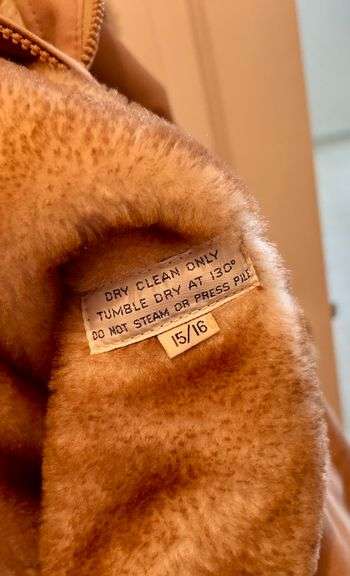 DRY CLEAN ONLY
TUMBLE DRY AT 130°
DO NOT STEAM OR PRESS PILE
15/16